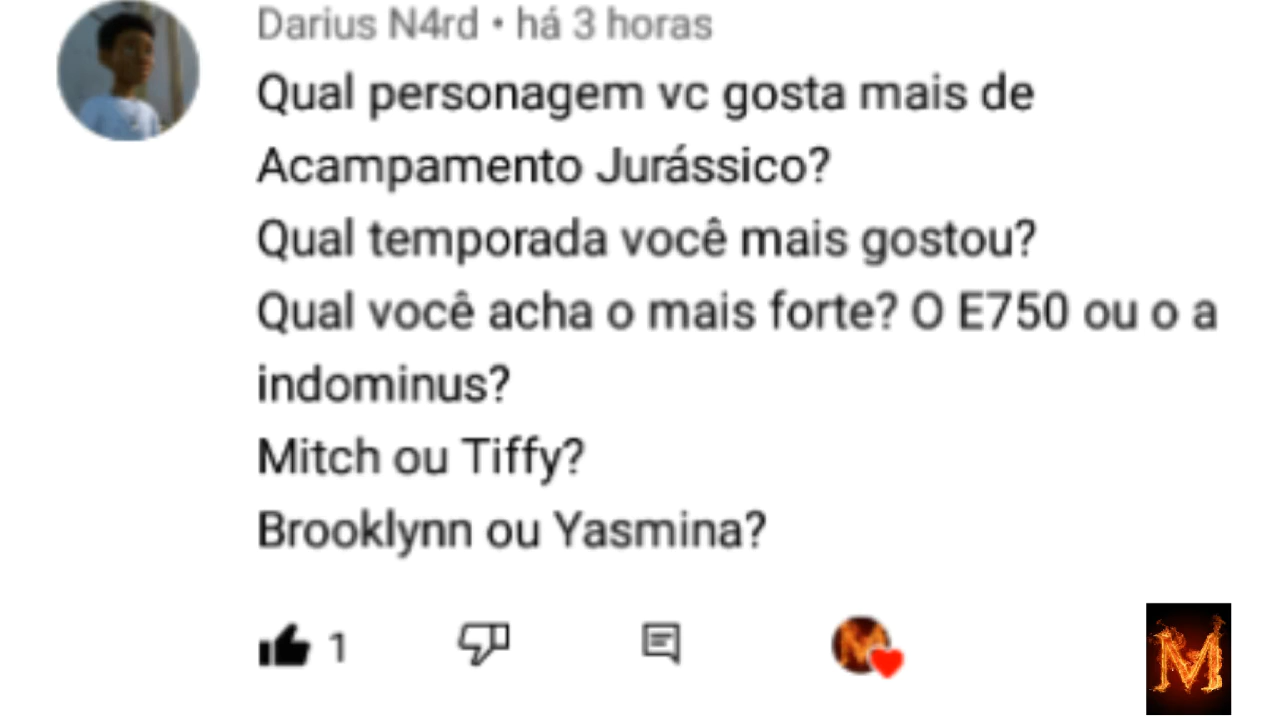 Darius N4rd • há 3 horas
Qual personagem vc gosta mais de
Acampamento Jurássico?
Qual temporada você mais gostou?
Qual você acha o mais forte? O E750 ou o a
indominus?
Mitch ou Tiffy?
Brooklynn ou Yasmina?
1
M
M